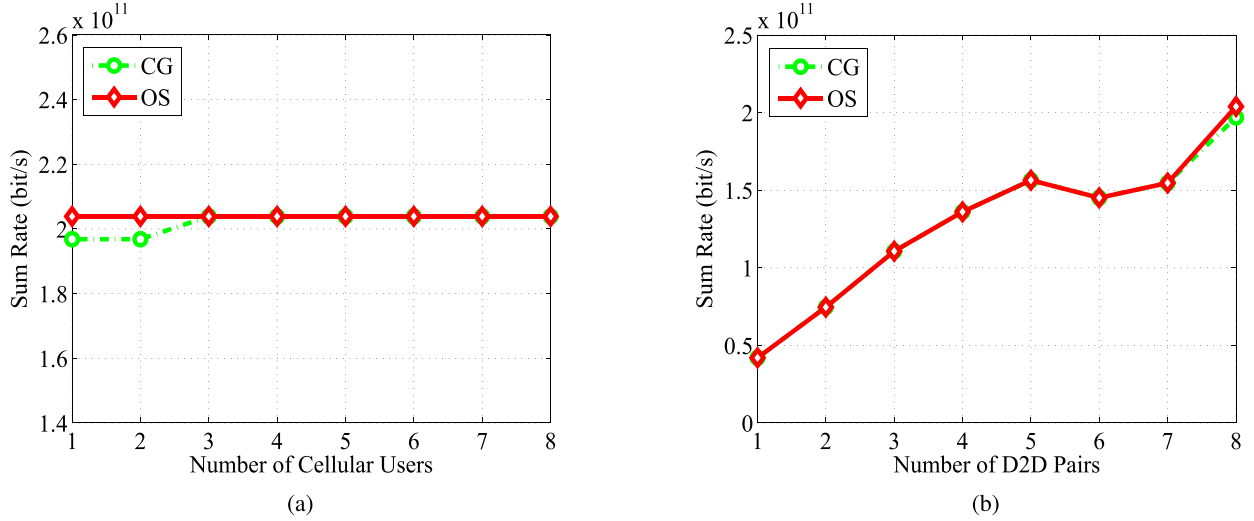 x 10^11
2.6
2.4
2.2
2
1.8
1.6
1.4
1 2 3 4 5 6 7 8
Sum Rate (bit/s)
Number of Cellular Users
CG
OS
(a)
x 10^11
2.5
2
1.5
1
0.5
0
1 2 3 4 5 6 7 8
Sum Rate (bit/s)
Number of D2D Pairs
CG
OS
(b)